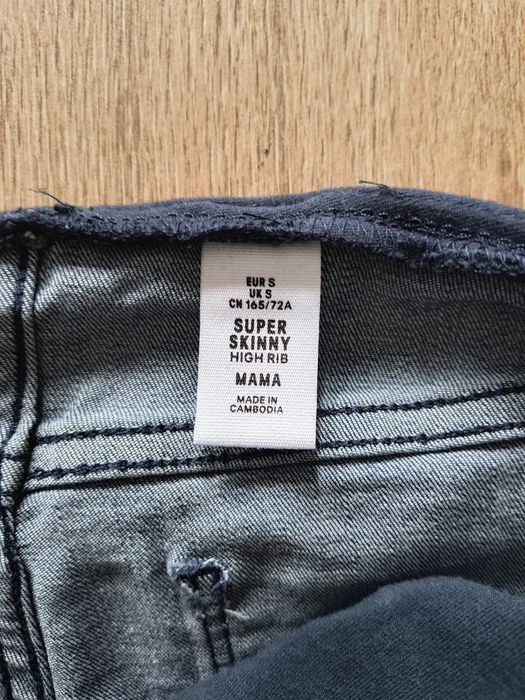 EUR S
UK S
CN 165/72A
SUPER
SKINNY
HIGH RIB
MAMA
MADE IN
CAMBODIA